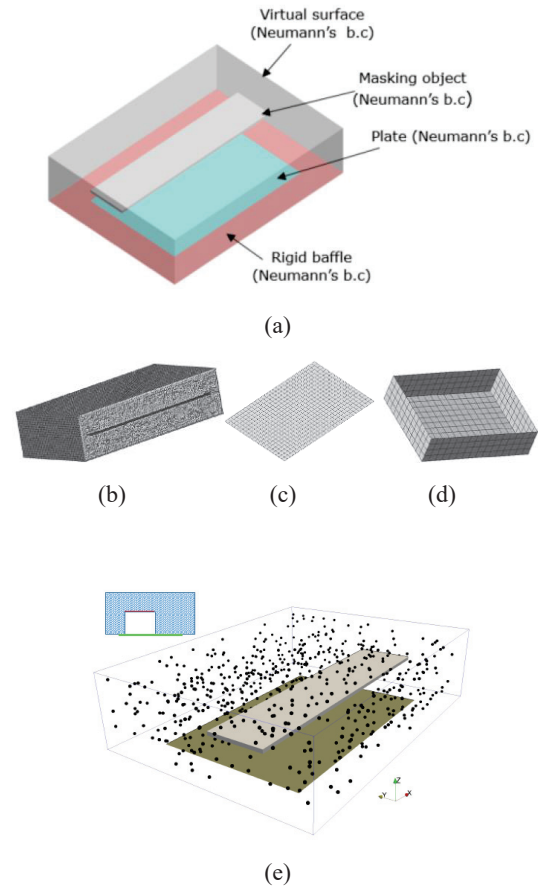 Virtual surface
(Neumann's b.c)
Masking object
(Neumann's b.c)
Plate (Neumann's b.c)
Rigid baffle
(Neumann's b.c)
(a)
(b) (c) (d)
Z
Y X
(e)